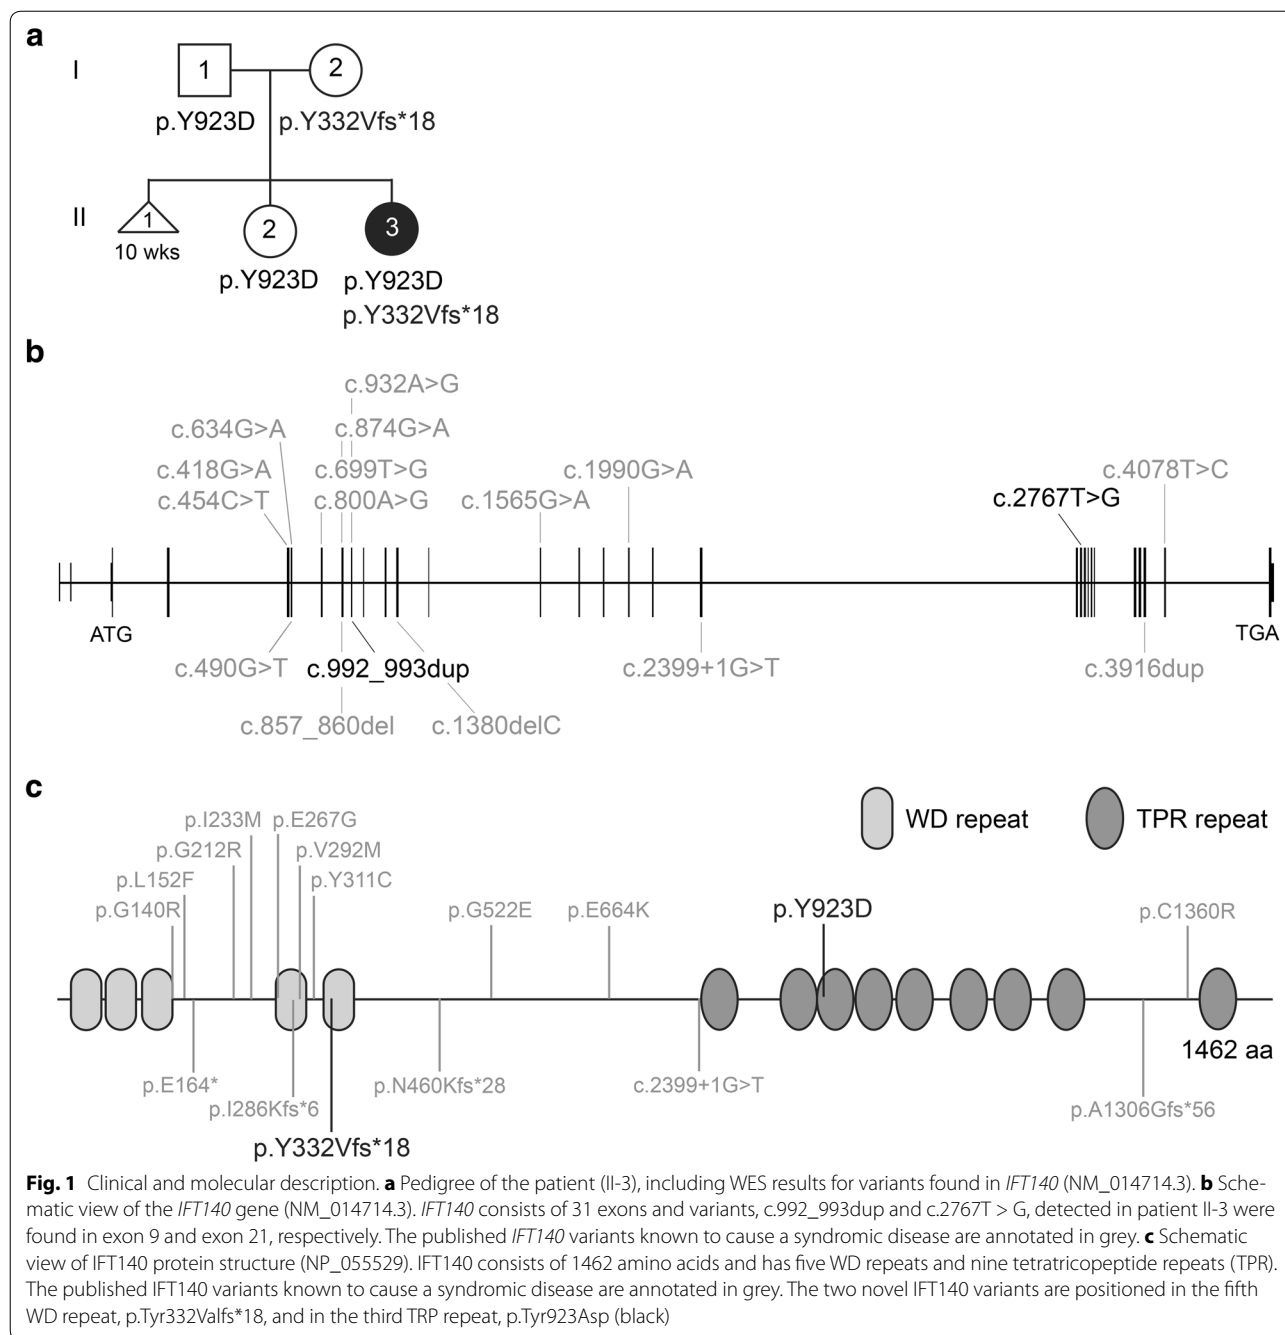 a
I
1
2
p.Y923D
p.Y332Vfs*18
II
1
2
3
10 wks
p.Y923D
p.Y923D
p.Y332Vfs*18
b
c.932A>G
c.634G>A
c.874G>A
c.418G>A
c.699T>G
c.1990G>A
c.4078T>C
c.454C>T
c.800A>G
c.1565G>A
c.2767T>G
ATG
TGA
c.490G>T
c.992_993dup
c.2399+1G>T
c.3916dup
c.857_860del
c.1380delC
c
p.I233M
p.E267G
WD repeat
TPR repeat
p.G212R
p.V292M
p.L152F
p.Y311C
p.G140R
p.G522E
p.E664K
p.Y923D
p.C1360R
1462 aa
p.E164*
p.N460Kfs*28
c.2399+1G>T
p.I286Kfs*6
p.A1306Gfs*56
p.Y332Vfs*18
Fig. 1 Clinical and molecular description. a Pedigree of the patient (II-3), including WES results for variants found in IFT140 (NM_014714.3). b Sche-
matic view of the IFT140 gene (NM_014714.3). IFT140 consists of 31 exons and variants, c.992_993dup and c.2767T > G, detected in patient II-3 were
found in exon 9 and exon 21, respectively. The published IFT140 variants known to cause a syndromic disease are annotated in grey. c Schematic
view of IFT140 protein structure (NP_055529). IFT140 consists of 1462 amino acids and has five WD repeats and nine tetratricopeptide repeats (TPR).
The published IFT140 variants known to cause a syndromic disease are annotated in grey. The two novel IFT140 variants are positioned in the fifth
WD repeat, p.Tyr332Valfs*18, and in the third TRP repeat, p.Tyr923Asp (black)